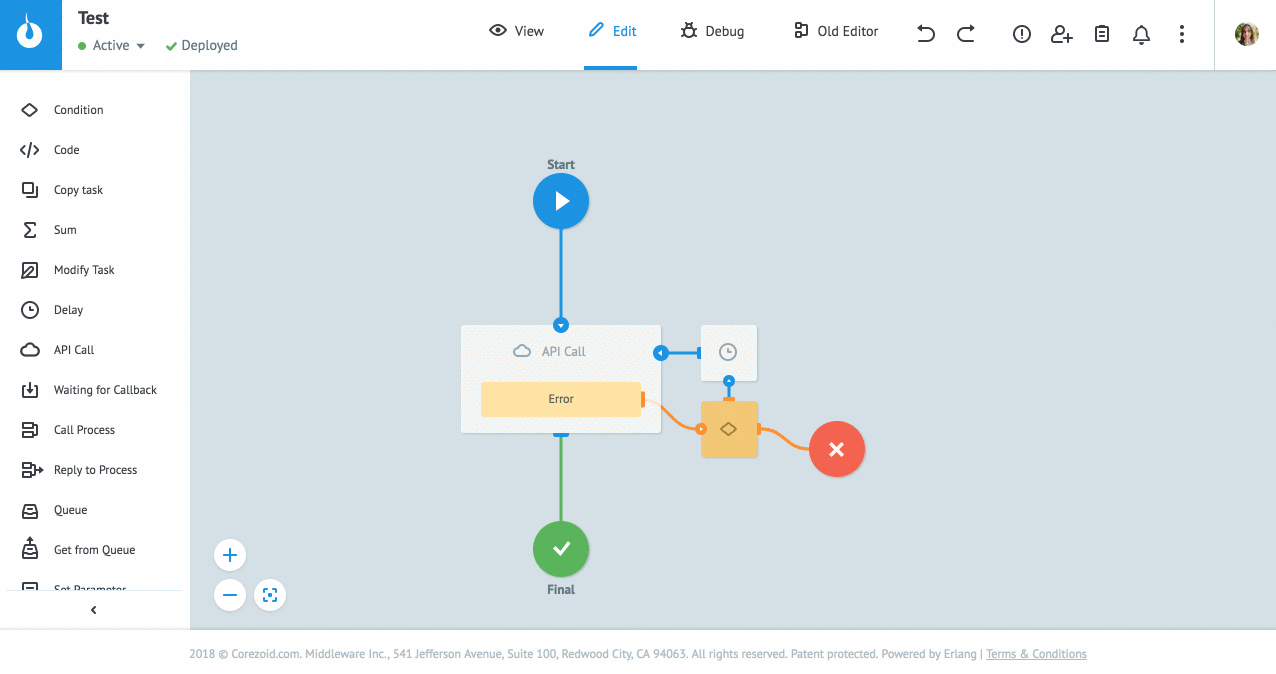 Test
Active
Deployed
View
Edit
Debug
Old Editor
Condition
Code
Copy task
Sum
Modify Task
Delay
API Call
Waiting for Callback
Call Process
Reply to Process
Queue
Get from Queue
Set Parameter
Start
API Call
Error
Final
2018 © Corezoid.com. Middleware Inc., 541 Jefferson Avenue, Suite 100, Redwood City, CA 94063. All rights reserved. Patent protected. Powered by Erlang | Terms & Conditions